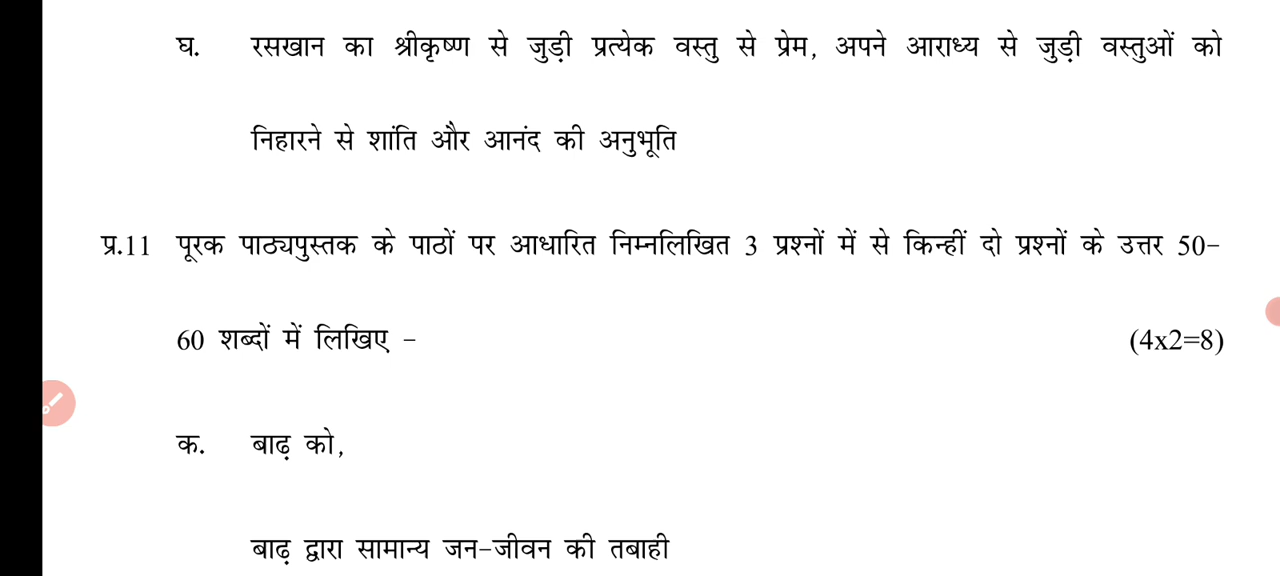 घ. रसखान का श्रीकृष्ण से जुड़ी प्रत्येक वस्तु से प्रेम, अपने आराध्य से जुड़ी वस्तुओं को
निहारने से शांति और आनंद की अनुभूति
प्र.11 पूरक पाठ्यपुस्तक के पाठों पर आधारित निम्नलिखित 3 प्रश्नों में से किन्हीं दो प्रश्नों के उत्तर 50-
60 शब्दों में लिखिए - (4x2=8)
क. बाढ़ को,
बाढ़ द्वारा सामान्य जन-जीवन की तबाही